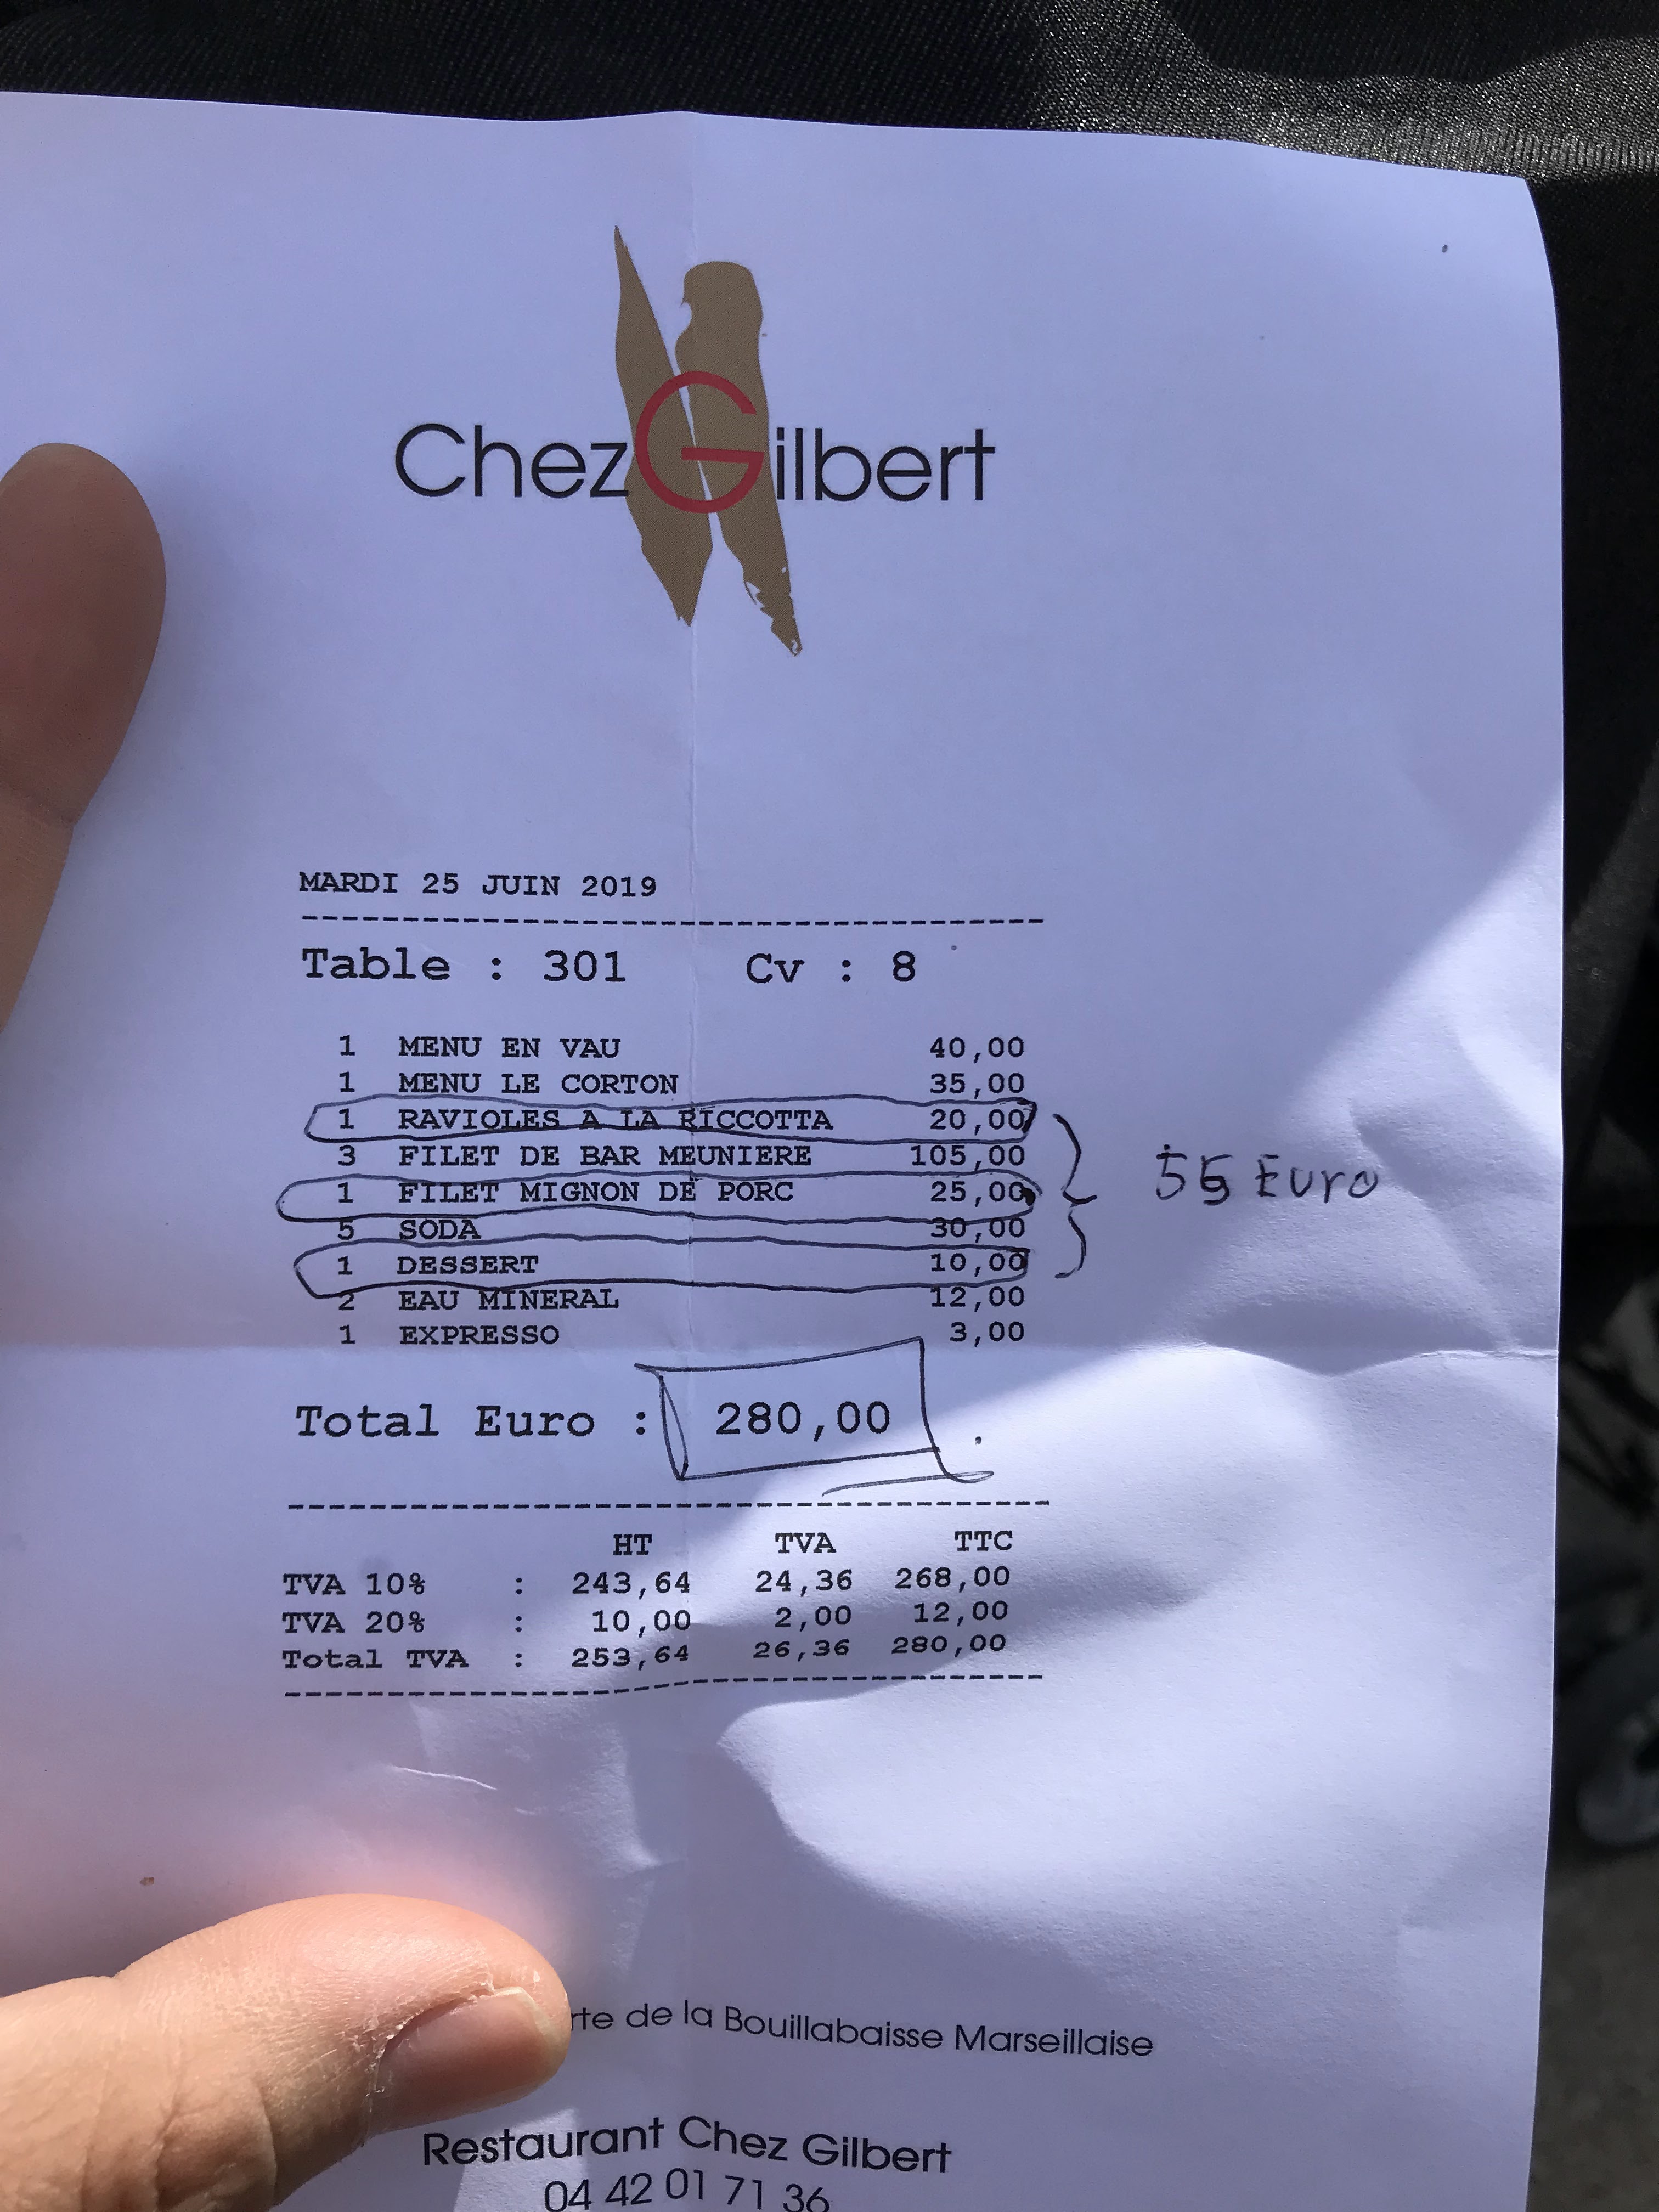 Chez Gilbert
MARDI 25 JUIN 2019
Table : 301 Cv : 8
1 MENU EN VAU 40,00
1 MENU LE CORTON 35,00
1 RAVIOLES A LA RICCOTTA 20,00
3 FILET DE BAR MEUNIERE 105,00
1 FILET MIGNON DE PORC 25,00
55 Euro
5 SODA 30,00
1 DESSERT 10,00
2 EAU MINERAL 12,00
1 EXPRESSO 3,00
Total Euro : 280,00
HT TVA TTC
TVA 10% : 243,64 24,36 268,00
TVA 20% : 10,00 2,00 12,00
Total TVA : 253,64 26,36 280,00
de la Bouillabaisse Marseillaise
Restaurant Chez Gilbert
04 42 01 71 36